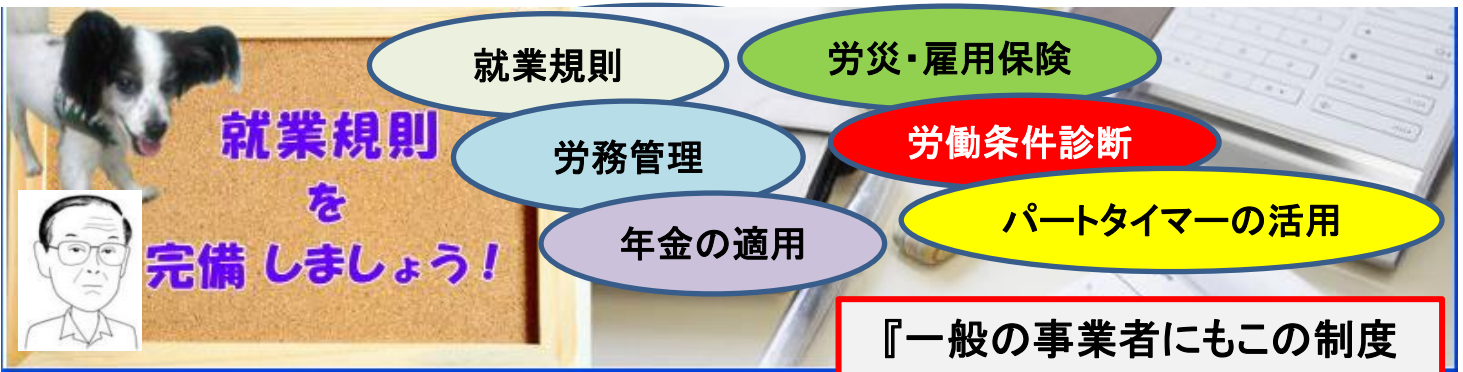 就業規則
を
完備しましょう!
就業規則
労災・雇用保険
労務管理
労働条件診断
年金の適用
パートタイマーの活用
『一般の事業者にもこの制度